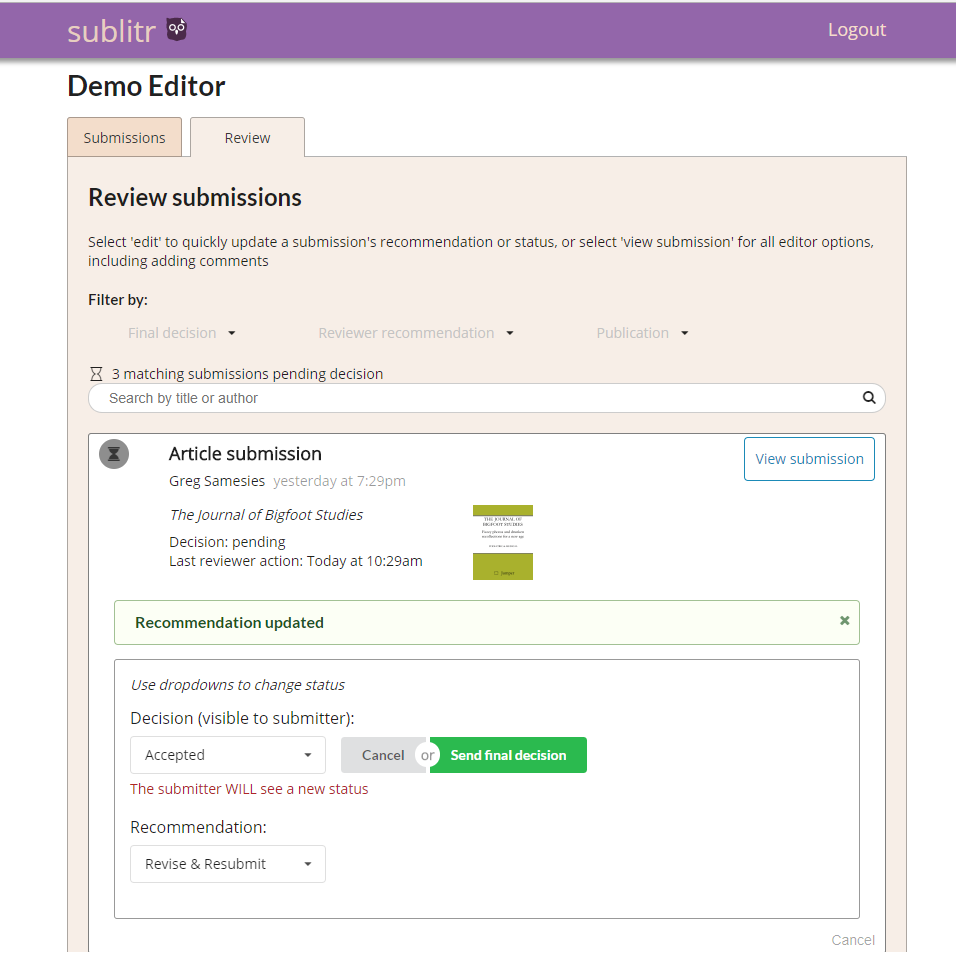 sublitr
Logout
Demo Editor
Submissions
Review
Review submissions
Select 'edit' to quickly update a submission's recommendation or status, or select 'view submission' for all editor options,
including adding comments
Filter by:
Final decision
Reviewer recommendation
Publication
3 matching submissions pending decision
Search by title or author
Article submission
View submission
Greg Samesies yesterday at 7:29pm
The Journal of Bigfoot Studies
Decision: pending
Last reviewer action: Today at 10:29am
THE JOURNAL OF
BIGFOOT STUDIES
Recommendation updated
Use dropdowns to change status
Decision (visible to submitter):
Accepted
Cancel or Send final decision
The submitter WILL see a new status
Recommendation:
Revise & Resubmit
Cancel